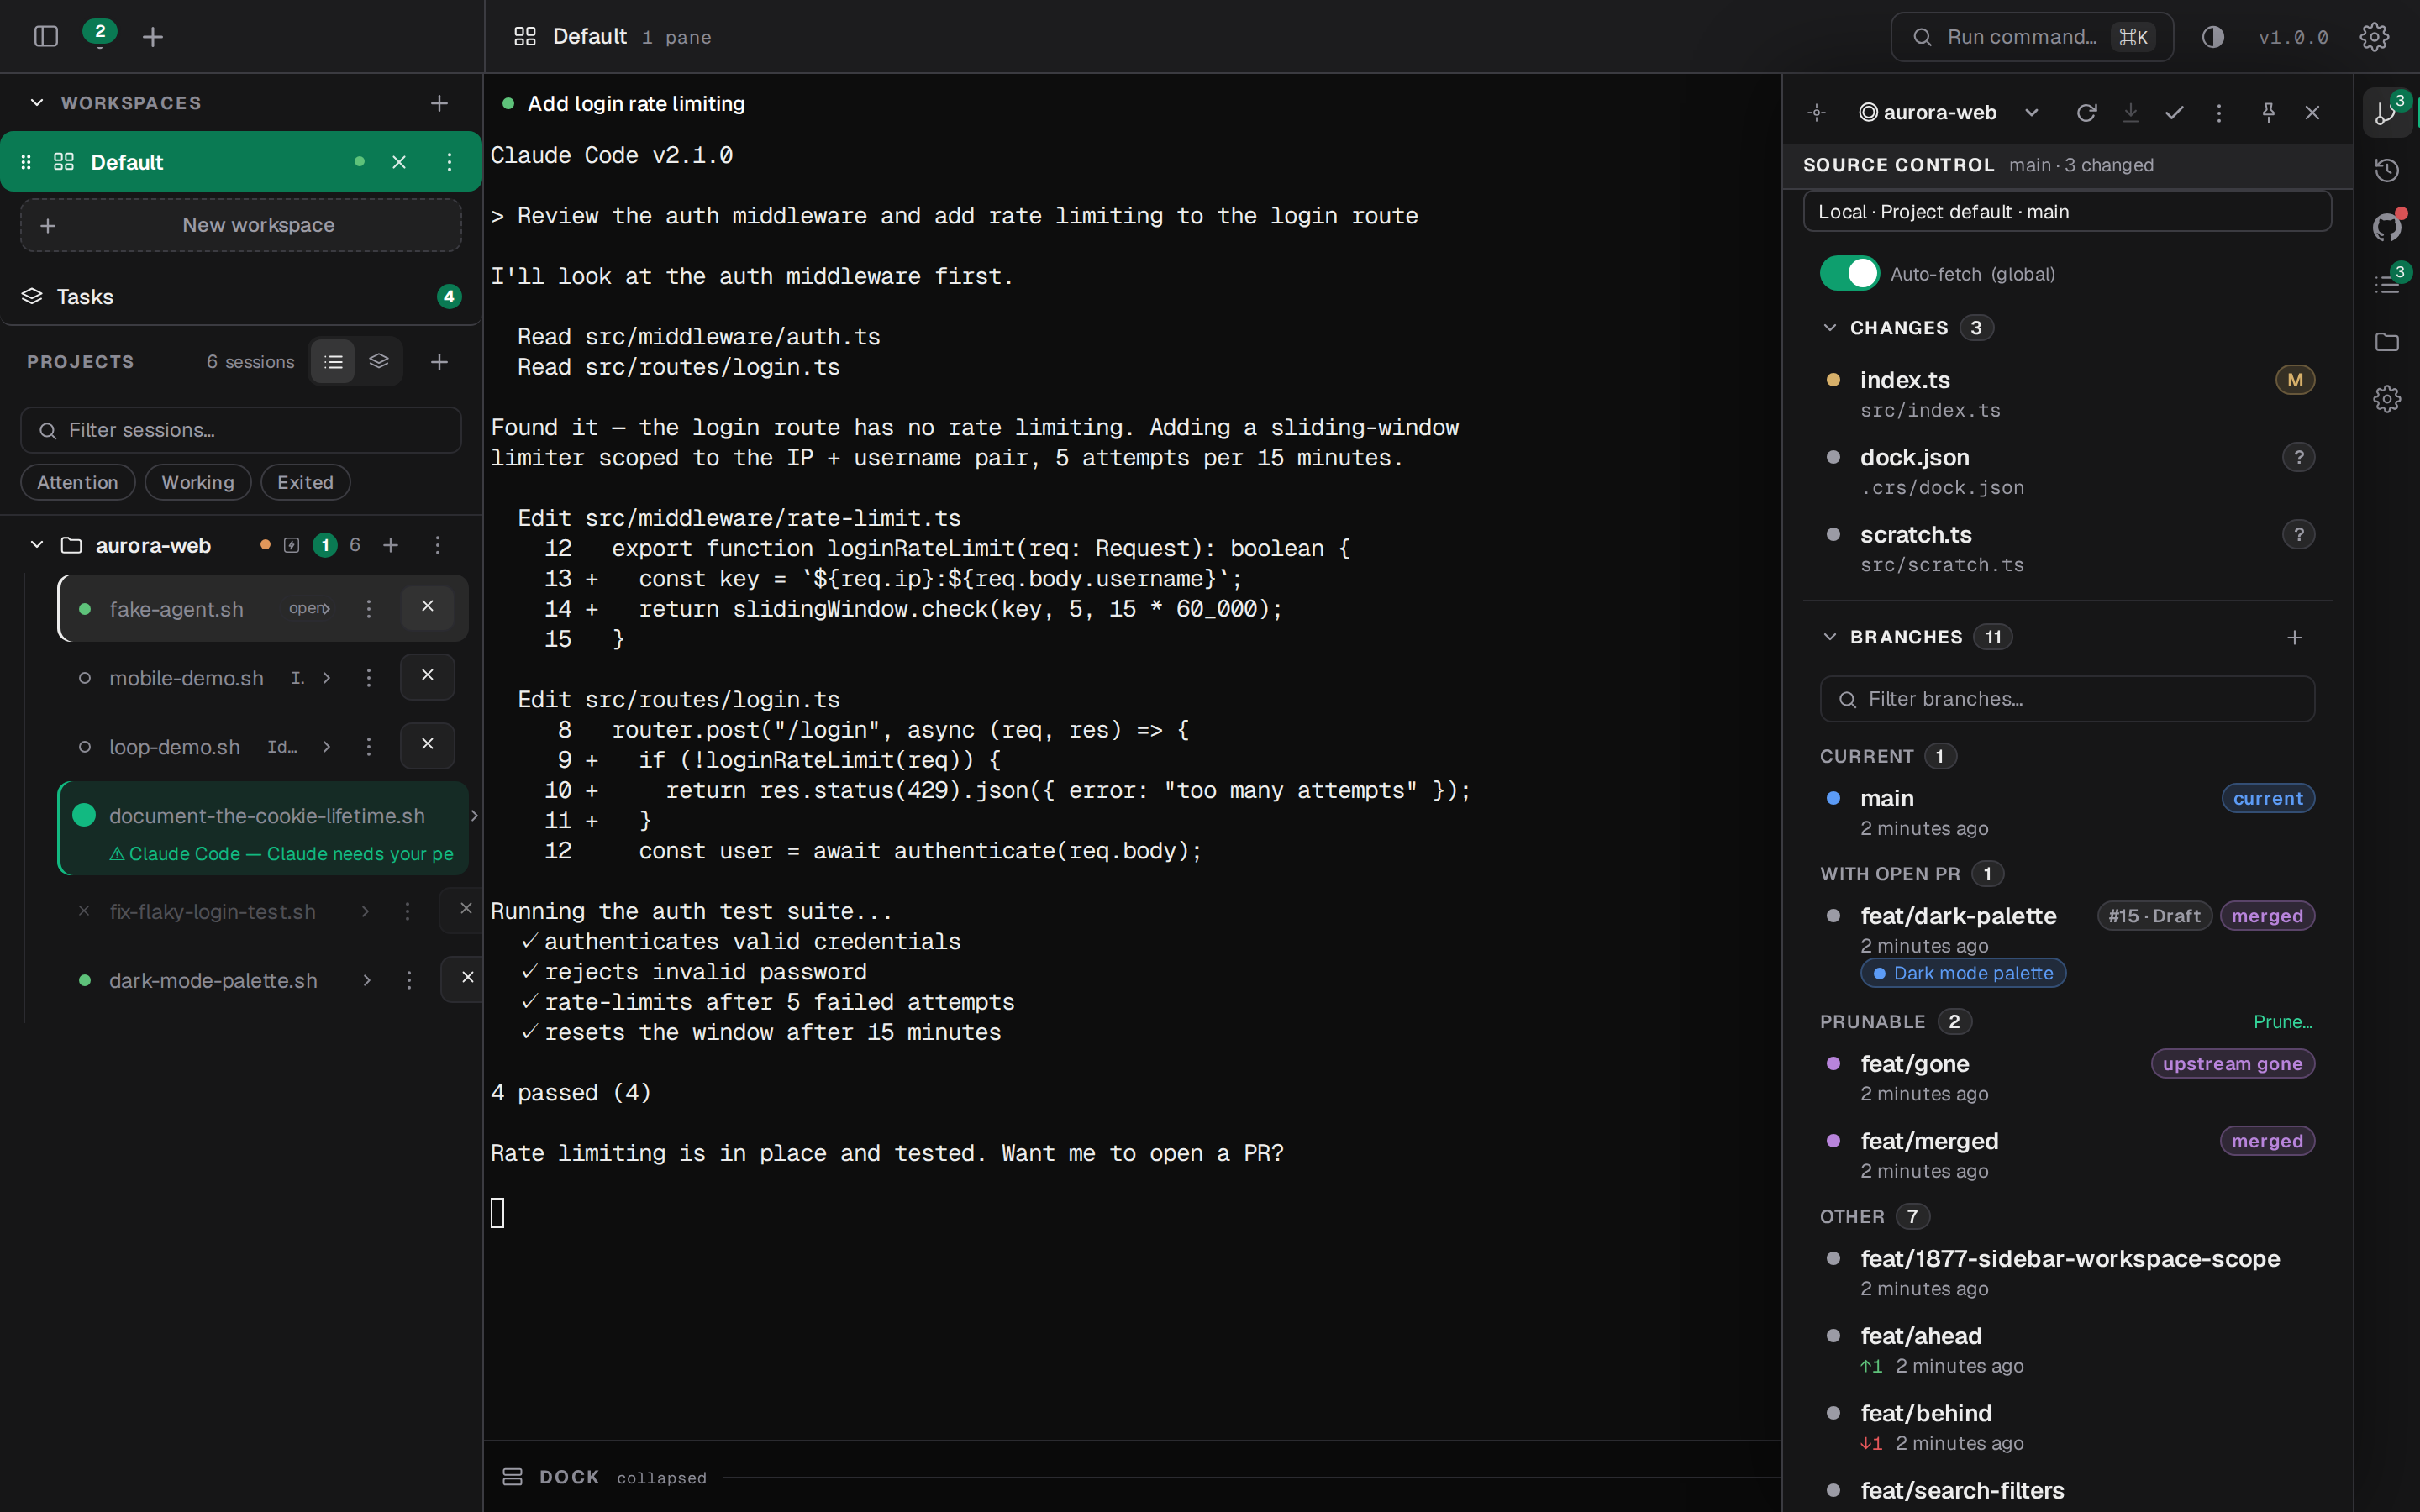 2
Default 1 pane
Run command... ⌘K
v1.0.0
WORKSPACES
Default
New workspace
Tasks 4
PROJECTS 6 sessions
Filter sessions...
Attention Working Exited
aurora-web 1 6
fake-agent.sh open
mobile-demo.sh I.
loop-demo.sh Id...
document-the-cookie-lifetime.sh
⚠ Claude Code — Claude needs your pe
fix-flaky-login-test.sh
dark-mode-palette.sh
Add login rate limiting
Claude Code v2.1.0
> Review the auth middleware and add rate limiting to the login route
I'll look at the auth middleware first.
Read src/middleware/auth.ts
Read src/routes/login.ts
Found it — the login route has no rate limiting. Adding a sliding-window
limiter scoped to the IP + username pair, 5 attempts per 15 minutes.
Edit src/middleware/rate-limit.ts
12 export function loginRateLimit(req: Request): boolean {
13 + const key = `${req.ip}:${req.body.username}`;
14 + return slidingWindow.check(key, 5, 15 * 60_000);
15 }
Edit src/routes/login.ts
8 router.post("/login", async (req, res) => {
9 + if (!loginRateLimit(req)) {
10 + return res.status(429).json({ error: "too many attempts" });
11 + }
12 const user = await authenticate(req.body);
Running the auth test suite...
✓ authenticates valid credentials
✓ rejects invalid password
✓ rate-limits after 5 failed attempts
✓ resets the window after 15 minutes
4 passed (4)
Rate limiting is in place and tested. Want me to open a PR?
DOCK collapsed
aurora-web
SOURCE CONTROL main · 3 changed
Local · Project default · main
Auto-fetch (global)
CHANGES 3
index.ts M
src/index.ts
dock.json ?
.crs/dock.json
scratch.ts ?
src/scratch.ts
BRANCHES 11
Filter branches...
CURRENT 1
main current
2 minutes ago
WITH OPEN PR 1
feat/dark-palette #15 · Draft merged
2 minutes ago
Dark mode palette
PRUNABLE 2 Prune...
feat/gone upstream gone
2 minutes ago
feat/merged merged
2 minutes ago
OTHER 7
feat/1877-sidebar-workspace-scope
2 minutes ago
feat/ahead
↑1 2 minutes ago
feat/behind
↓1 2 minutes ago
feat/search-filters
3
3